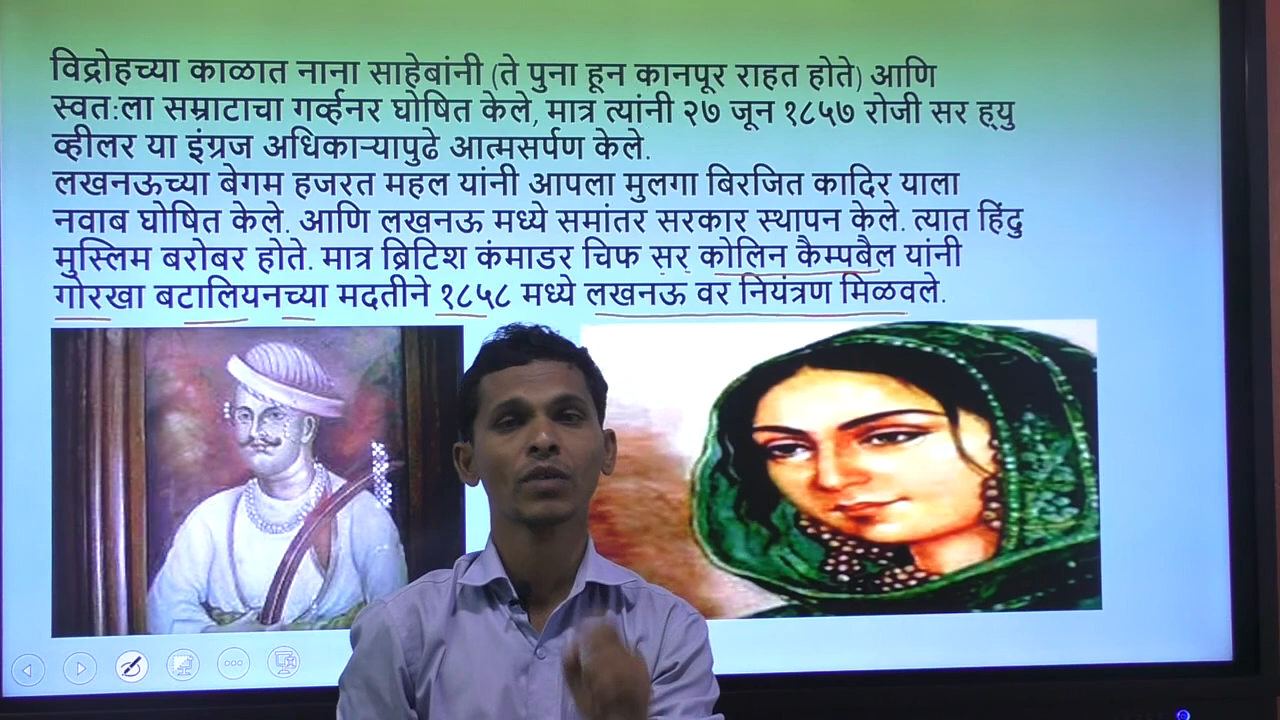 विद्रोहच्या काळात नाना साहेबांनी (ते पुना हून कानपूर राहत होते) आणि
स्वत:ला सम्राटाचा गर्व्हनर घोषित केले, मात्र त्यांनी २७ जून १८५७ रोजी सर ह्यु
व्हीलर या इंग्रज अधिकाऱ्यापुढे आत्मसर्पण केले.
लखनऊच्या बेगम हजरत महल यांनी आपला मुलगा बिरजित कादिर याला
नवाब घोषित केले. आणि लखनऊ मध्ये समांतर सरकार स्थापन केले. त्यात हिंदु
मुस्लिम बरोबर होते. मात्र ब्रिटिश कंमाडर चिफ सर कोलिन कैम्पबैल यांनी
गोरखा बटालियनच्या मदतीने १८५८ मध्ये लखनऊ वर नियंत्रण मिळवले.